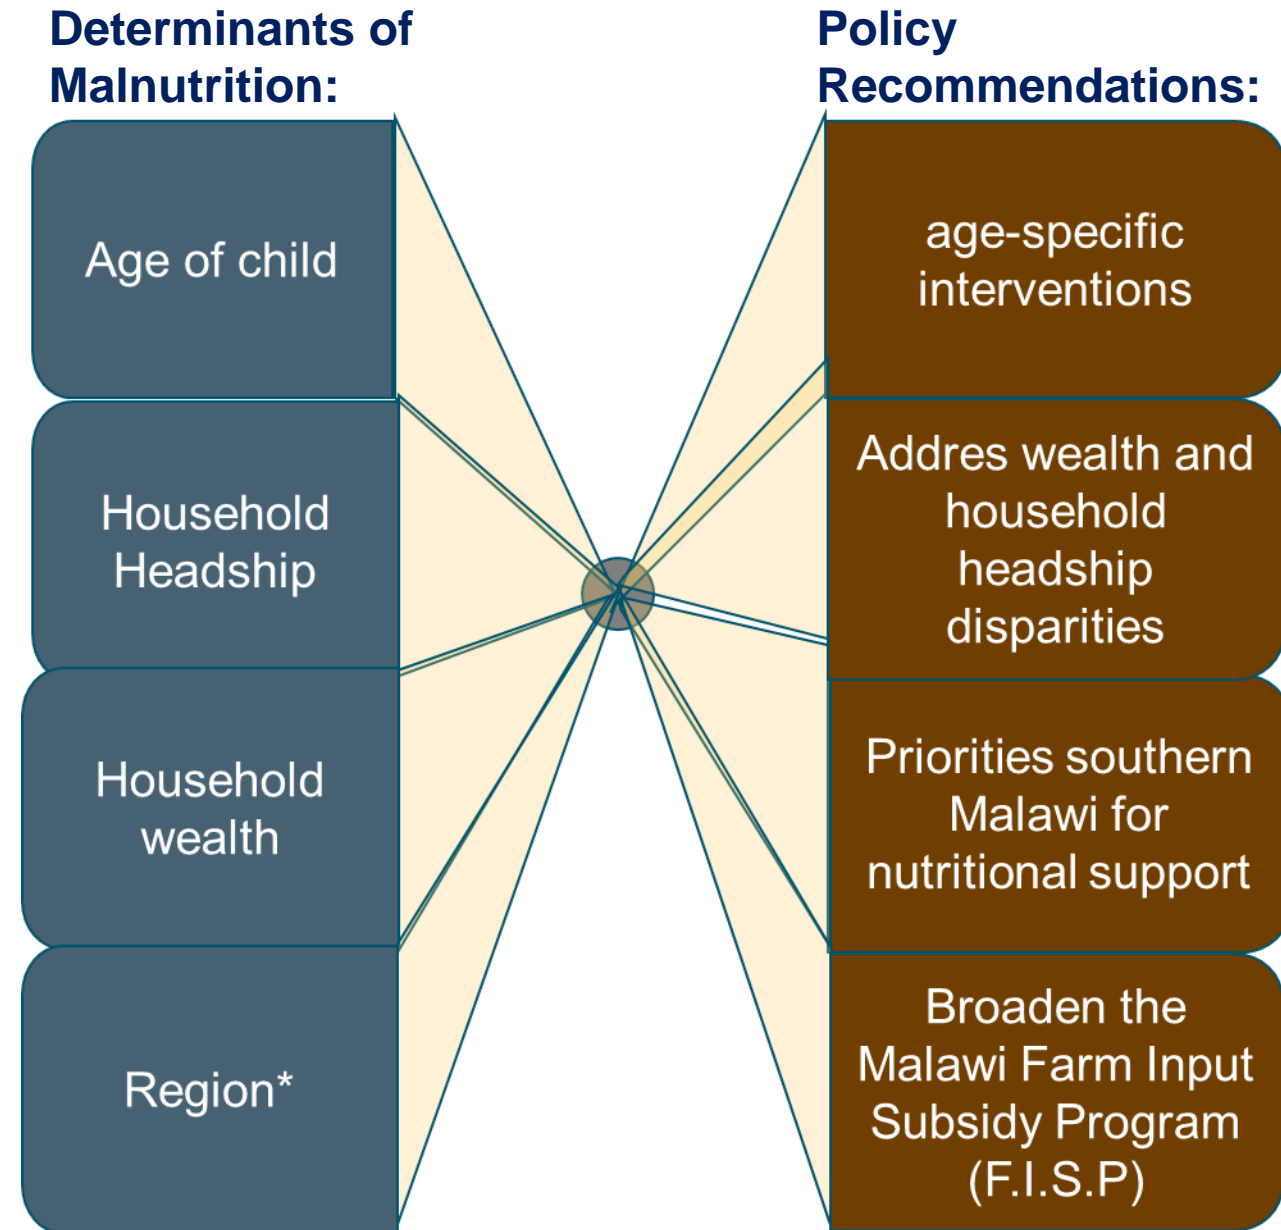 Determinants of
Malnutrition:
Age of child
Household
Headship
Household
wealth
Region*
Policy
Recommendations:
age-specific
interventions
Addres wealth and
household
headship
disparities
Priorities southern
Malawi for
nutritional support
Broaden the
Malawi Farm Input
Subsidy Program
(F.I.S.P)